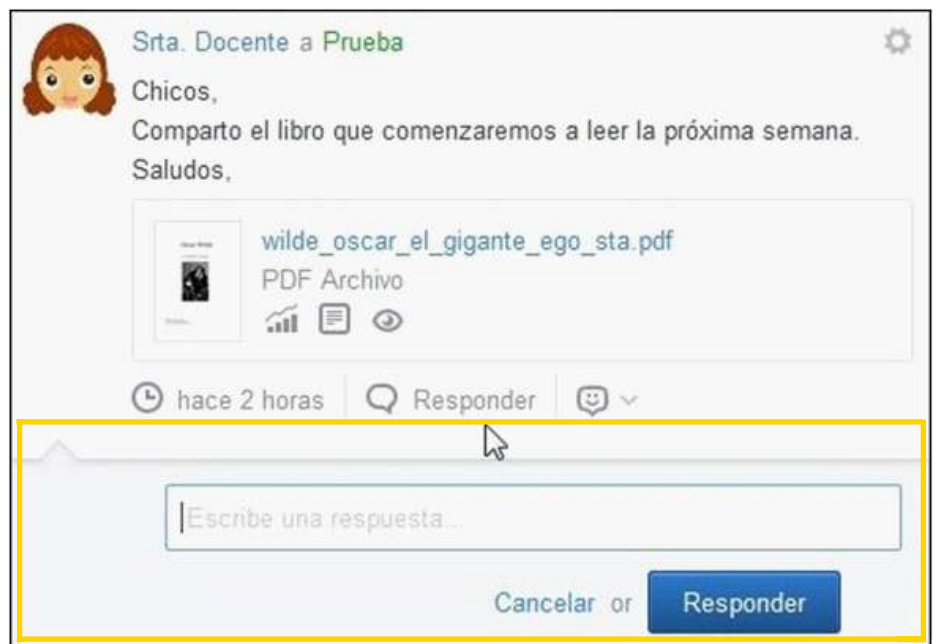 Srta. Docente a Prueba
Chicos,
Comparto el libro que comenzaremos a leer la próxima semana.
Saludos,
wilde_oscar_el_gigante_ego_sta.pdf
PDF Archivo
hace 2 horas Responder
Escribe una respuesta...
Cancelar or Responder